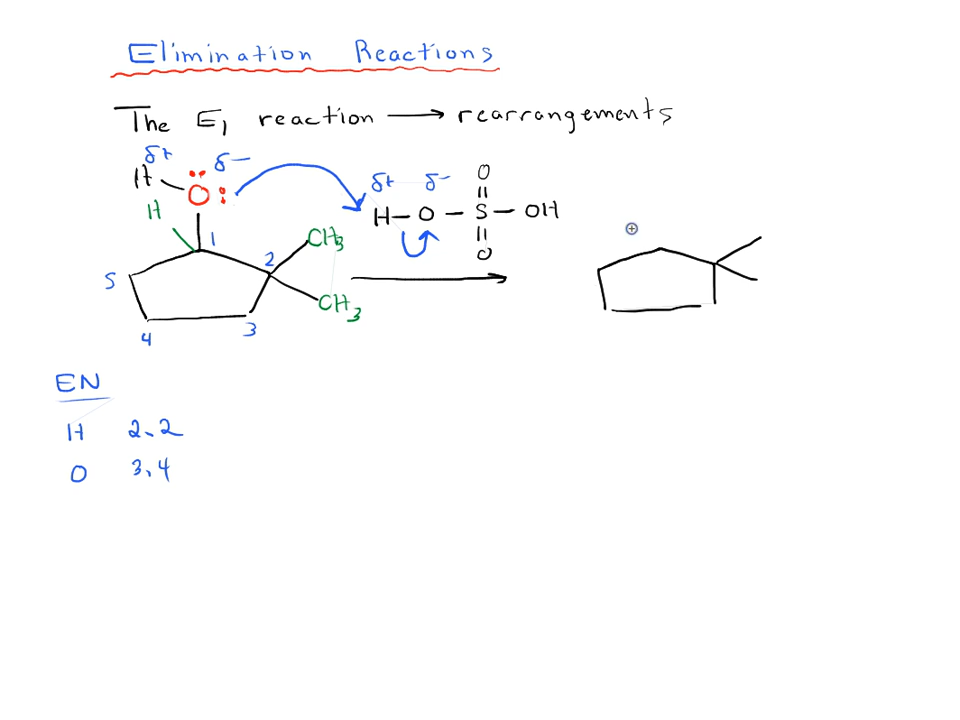 Elimination Reactions
The E1 reaction → rearrangements
δ+ δ-
H O
H
1
2
CH3
CH3
5
4
3
δ+ δ-
O
H-O-S-OH
O
⊕
EN
H 2.2
O 3.4